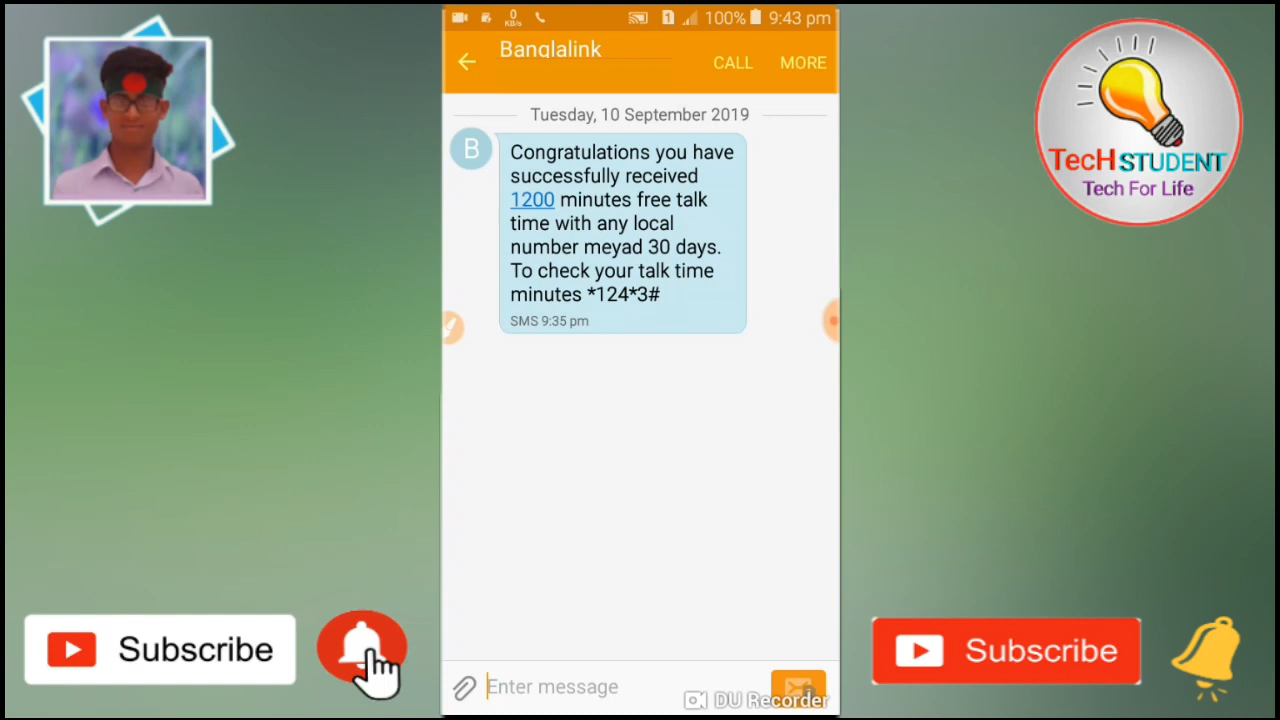 0
KB/s
1
100%
9:43 pm
Banglalink
CALL
MORE
Tuesday, 10 September 2019
B
Congratulations you have
successfully received
1200 minutes free talk
time with any local
number meyad 30 days.
To check your talk time
minutes *124*3#
SMS 9:35 pm
TecH STUDENT
Tech For Life
Subscribe
Subscribe
Enter message
DU Recorder